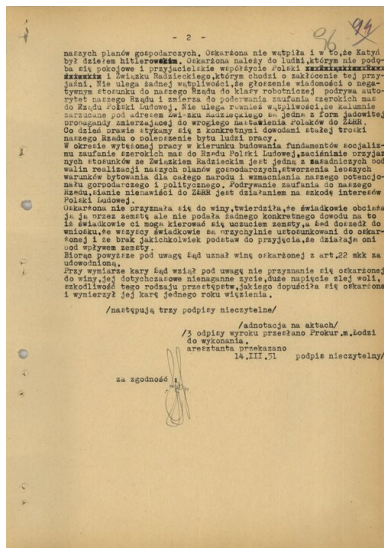 - 2 -
naszych planów gospodarczych. Oskarżona nie wątpiła i w to, że Katyń
był dziełem hitlerowskim. Oskarżona należy do ludzi, którym nie podo-
ba się pokojowe i przyjacielskie współżycie Polski
i Związku Radzieckiego, którym chodzi o zakłócenie tej przy-
jaźni. Nie ulega żadnej wątpliwości, że głoszenie wiadomości o nega-
tywnym stosunku do naszego Rządu do klasy robotniczej podrywa auto-
rytet naszego Rządu i zmierza do poderwania zaufania szerokich mas
do Rządu Polski Ludowej. Nie ulega również wątpliwości, że kalumnie
zarzucane pod adresem Związku Radzieckiego są jedną z form jadowitej
propagandy zmierzającej do wrogiego nastawienia Polaków do ZSRR.
Co dzień prawie stykamy się z konkretnymi dowodami stałej troski
naszego Rządu o polepszenie bytu ludzi pracy.
W okresie wytężonej pracy w kierunku budowania fundamentów socjaliz-
mu zaufanie szerokich mas do Rządu Polski Ludowej, zacieśnienie przyjaz
nych stosunków ze Związkiem Radzieckim jest jedną z zasadniczych pod
walin realizacji naszych planów gospodarczych, stworzenia lepszych
warunków bytowania dla całego narodu i wzmacniania naszego potencjo-
nału gorpodarczego i politycznego. Podrywanie zaufania do naszego
Rządu, sianie nienawiści do ZSRR jest działaniem na szkodę interesów
Polski Ludowej.
Oskarżona nie przyznała się do winy, twierdziła, że świadkowie obciąża
ją ją przez zemstę ale nie podała żadnego konkretnego dowodu na to
iż świadkowie ci mogą kierować się uczuciem zemsty, a Sąd doszedł do
wniosku, że wszyscy świadkowie są przychylnie ustosunkowani do oskar-
żonej i że brak jakichkolwiek podstaw do przyjęcia, że działają oni
pod wpływem zemsty.
Biorąc powyższe pod uwagę Sąd uznał winę oskarżonej z art, 22 mkk za
udowodnioną.
Przy wymiarze kary Sąd wziął pod uwagę nie przyznanie się oskarżonej
do winy, jej dotychczasowe nienaganne życie, duże napięcie złej woli,
szkodliwość tego rodzaju przestępstw, jakiego dopuściła się oskarżona
i wymierzył jej karę jednego roku więzienia.
/następują trzy podpisy nieczytelne/
/adnotacja na aktach/
/3 odpisy wyroku przesłano Prokur.m.Łodzi
do wykonania.
aresztanta przekazano
14.III.51 podpis nieczytelny/
za zgodność